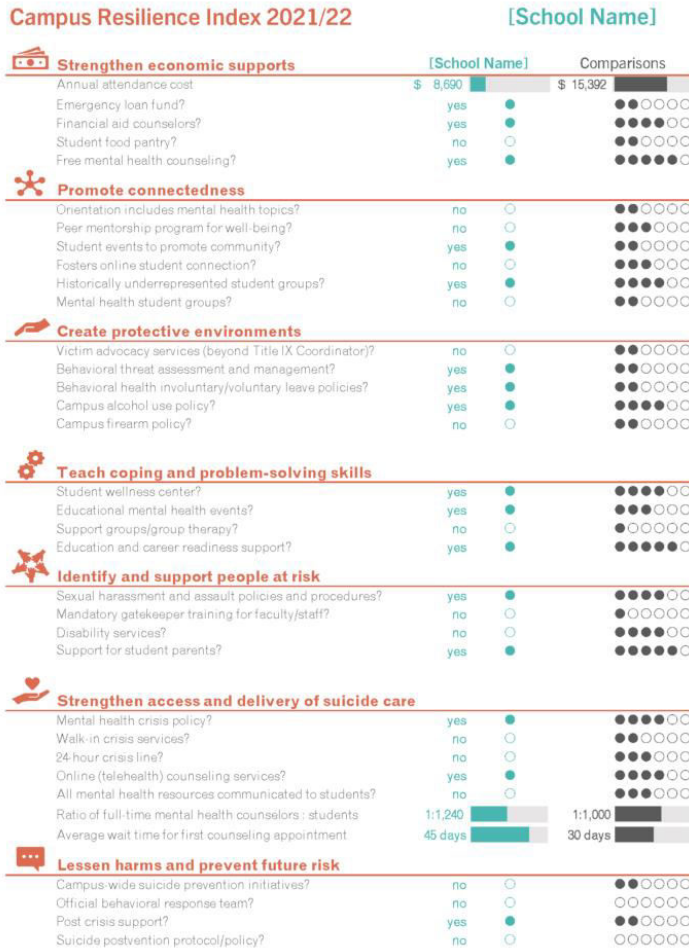 Campus Resilience Index 2021/22 [School Name]
Strengthen economic supports [School Name] Comparisons
Annual attendance cost $ 8,690 $ 15,392
Emergency loan fund? yes
Financial aid counselors? yes
Student food pantry? no
Free mental health counseling? yes
Promote connectedness
Orientation includes mental health topics? no
Peer mentorship program for well-being? no
Student events to promote community? yes
Fosters online student connection? no
Historically underrepresented student groups? yes
Mental health student groups? no
Create protective environments
Victim advocacy services (beyond Title IX Coordinator)? no
Behavioral threat assessment and management? yes
Behavioral health involuntary/voluntary leave policies? yes
Campus alcohol use policy? yes
Campus firearm policy? no
Teach coping and problem-solving skills
Student wellness center? yes
Educational mental health events? yes
Support groups/group therapy? no
Education and career readiness support? yes
Identify and support people at risk
Sexual harassment and assault policies and procedures? yes
Mandatory gatekeeper training for faculty/staff? no
Disability services? no
Support for student parents? yes
Strengthen access and delivery of suicide care
Mental health crisis policy? yes
Walk-in crisis services? no
24-hour crisis line? no
Online (telehealth) counseling services? yes
All mental health resources communicated to students? no
Ratio of full-time mental health counselors : students 1:1,240 1:1,000
Average wait time for first counseling appointment 45 days 30 days
Lessen harms and prevent future risk
Campus-wide suicide prevention initiatives? no
Official behavioral response team? no
Post crisis support? yes
Suicide postvention protocol/policy? no